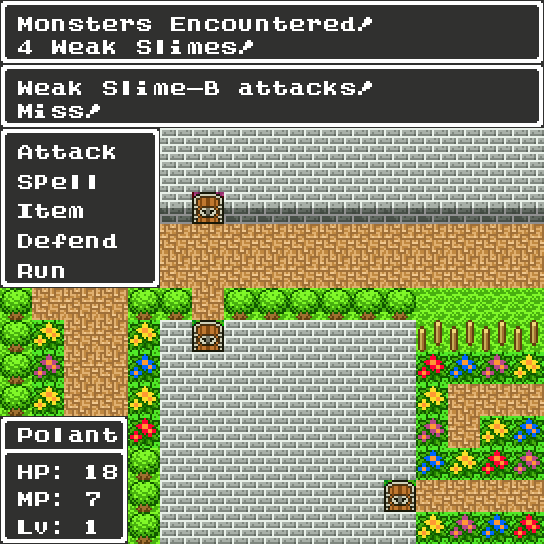 Monsters Encountered!
4 Weak Slimes!
Weak Slime-B attacks!
Miss!
Attack
Spell
Item
Defend
Run
Polant
HP: 18
MP: 7
Lv: 1